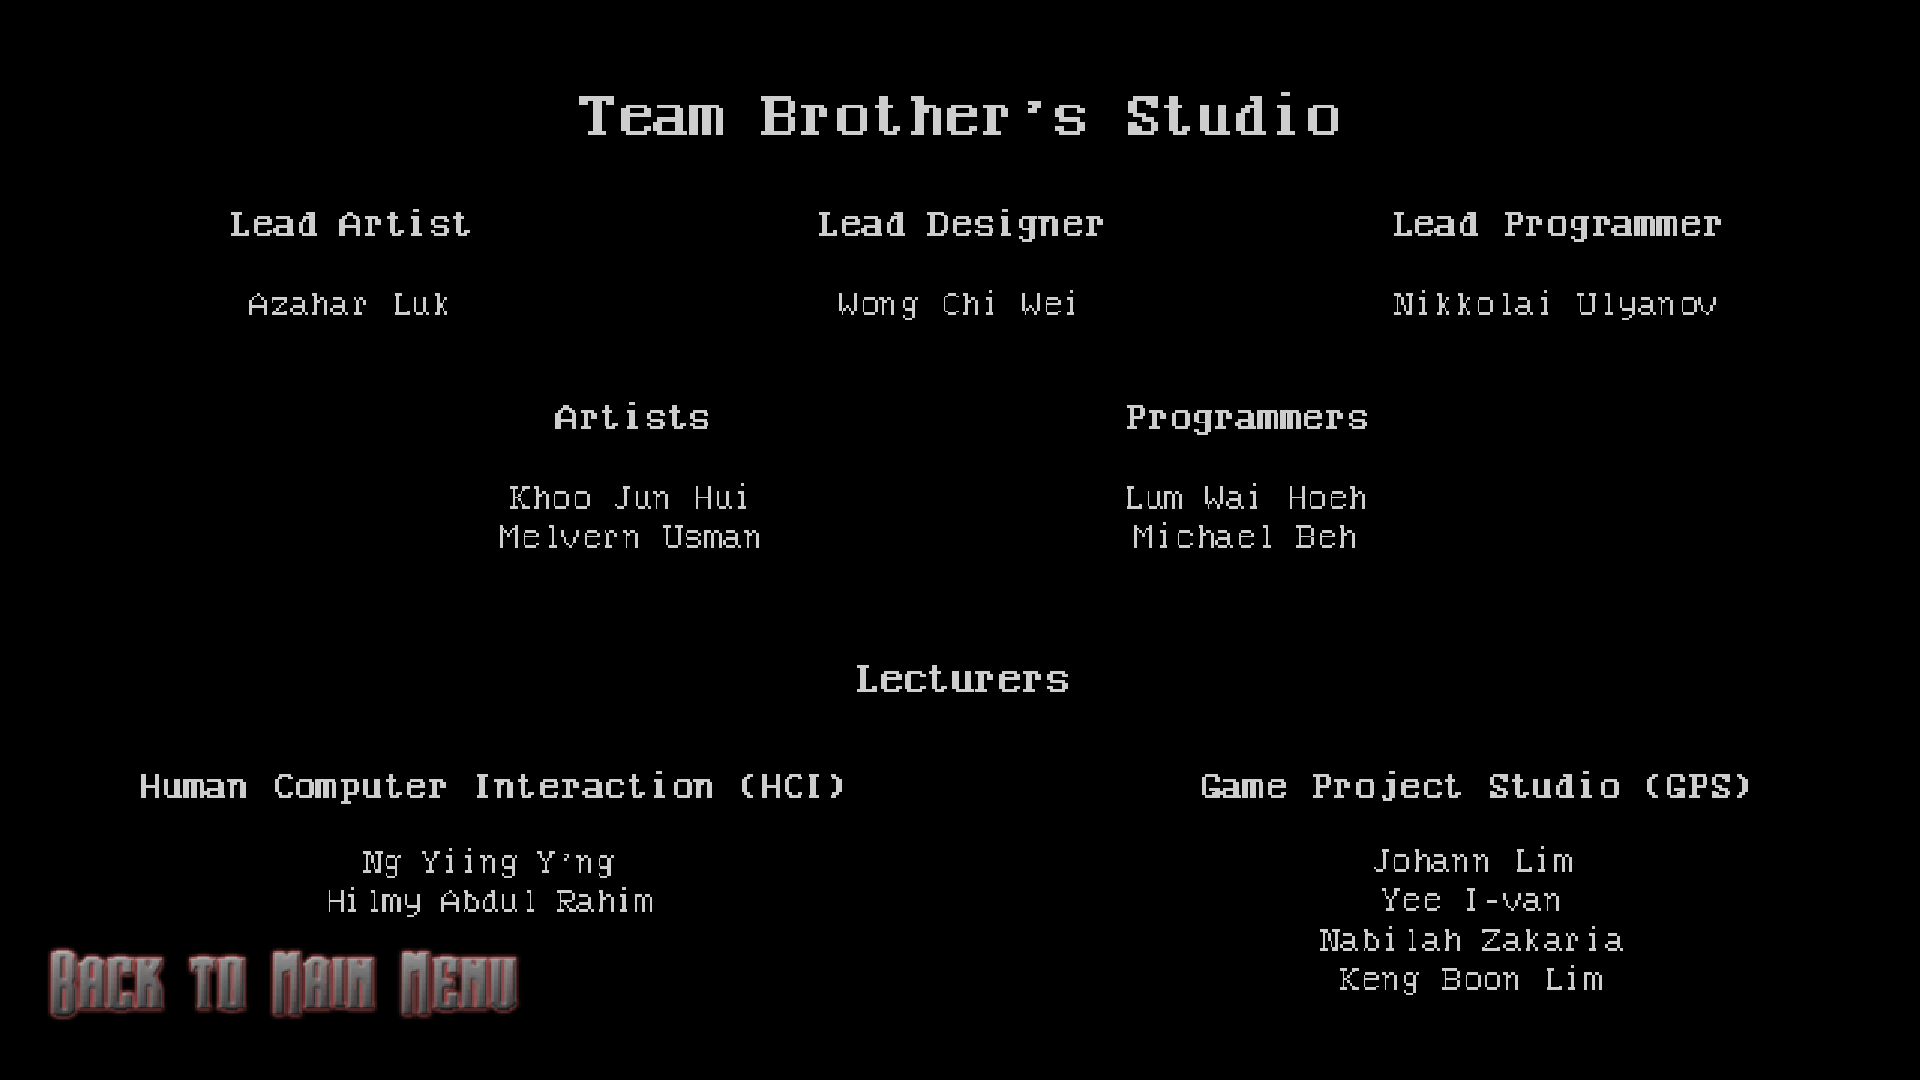 Team Brother's Studio
Lead Artist
Azahar Luk
Lead Designer
Wong Chi Wei
Lead Programmer
Nikkolai Ulyanov
Artists
Khoo Jun Hui
Melvern Usman
Programmers
Lum Wai Hoeh
Michael Beh
Lecturers
Human Computer Interaction (HCI)
Ng Yiing Y'ng
Hilmy Abdul Rahim
Game Project Studio (GPS)
Johann Lim
Yee I-van
Nabilah Zakaria
Keng Boon Lim
Back to Main Menu